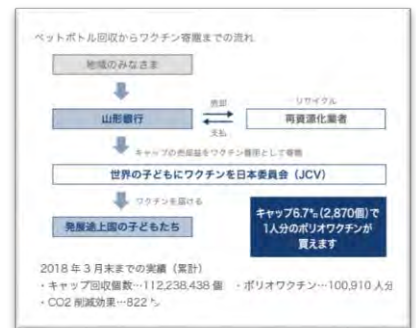 ペットボトル回収からワクチン寄贈までの流れ
地域のみなさま
山形銀行
売却
支払
リサイクル
再資源化業者
キャップの売却益をワクチン費用として寄贈
世界の子どもにワクチンを日本委員会(JCV)
ワクチンを届ける
発展途上国の子どもたち
キャップ6.7㌔(2,870個)で
1人分のポリオワクチンが
買えます
2018年3月末までの実績(累計)
・キャップ回収個数…112,238,438個 ・ポリオワクチン…100,910人分
・CO2削減効果…822㌧